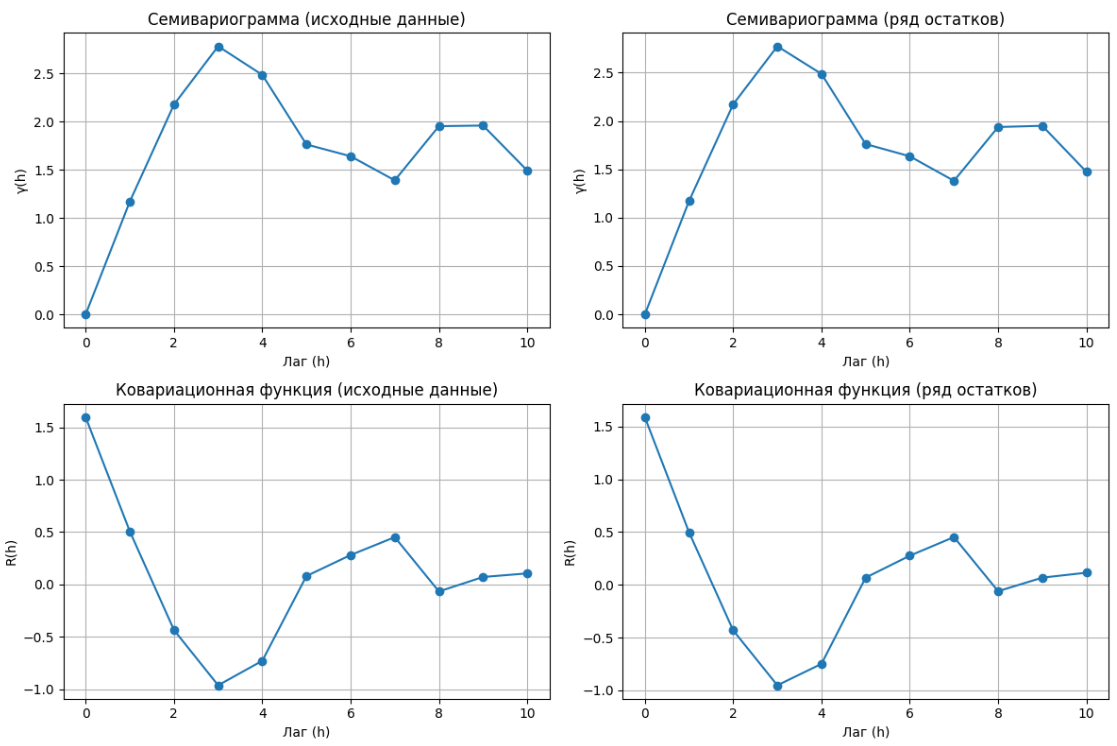 Семивариограмма (исходные данные)
γ(h)
2.5
2.0
1.5
1.0
0.5
0.0
0 2 4 6 8 10
Лаг (h)
Семивариограмма (ряд остатков)
γ(h)
2.5
2.0
1.5
1.0
0.5
0.0
0 2 4 6 8 10
Лаг (h)
Ковариационная функция (исходные данные)
R(h)
1.5
1.0
0.5
0.0
−0.5
−1.0
0 2 4 6 8 10
Лаг (h)
Ковариационная функция (ряд остатков)
R(h)
1.5
1.0
0.5
0.0
−0.5
−1.0
0 2 4 6 8 10
Лаг (h)